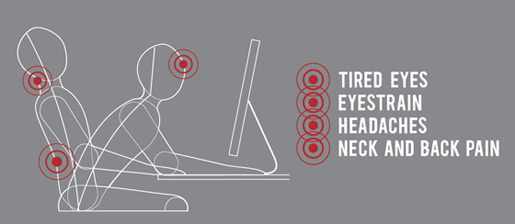 TIRED EYES
EYESTRAIN
HEADACHES
NECK AND BACK PAIN